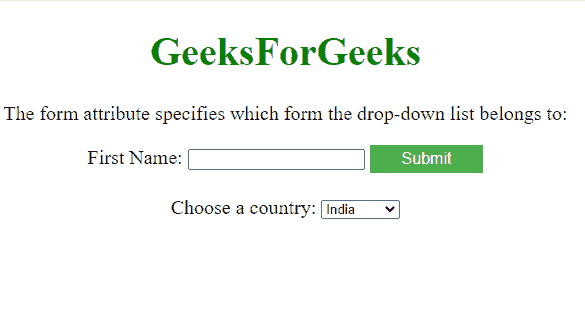 GeeksForGeeks
The form attribute specifies which form the drop-down list belongs to:
First Name: Submit
Choose a country: India